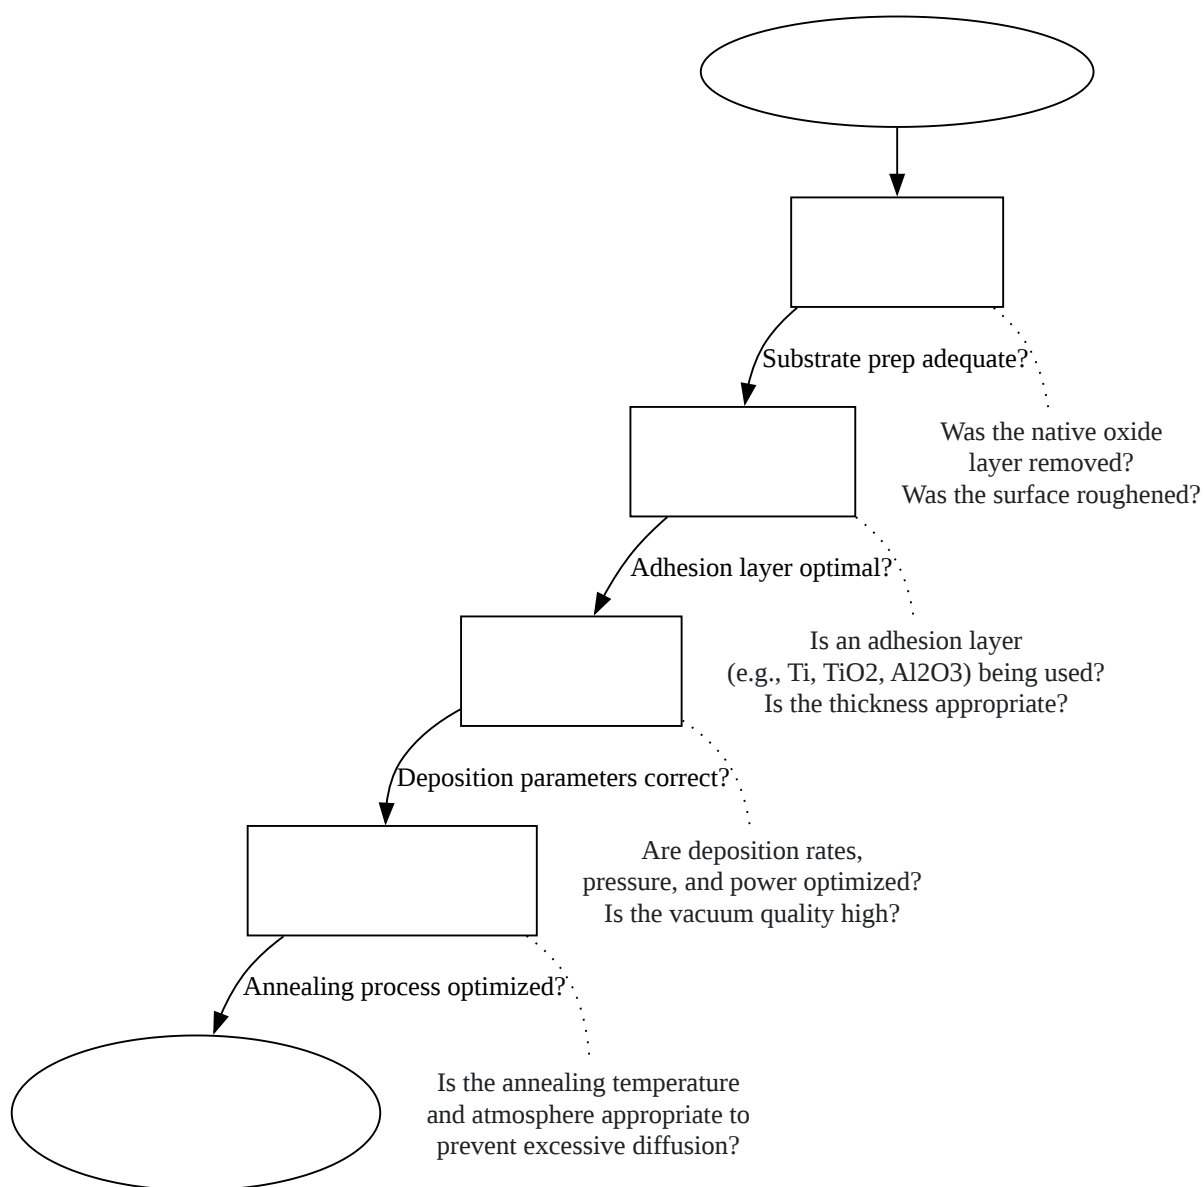 Substrate prep adequate?
Was the native oxide
layer removed?
Was the surface roughened?
Adhesion layer optimal?
Is an adhesion layer
(e.g., Ti, TiO2, Al2O3) being used?
Is the thickness appropriate?
Deposition parameters correct?
Are deposition rates,
pressure, and power optimized?
Is the vacuum quality high?
Annealing process optimized?
Is the annealing temperature
and atmosphere appropriate to
prevent excessive diffusion?